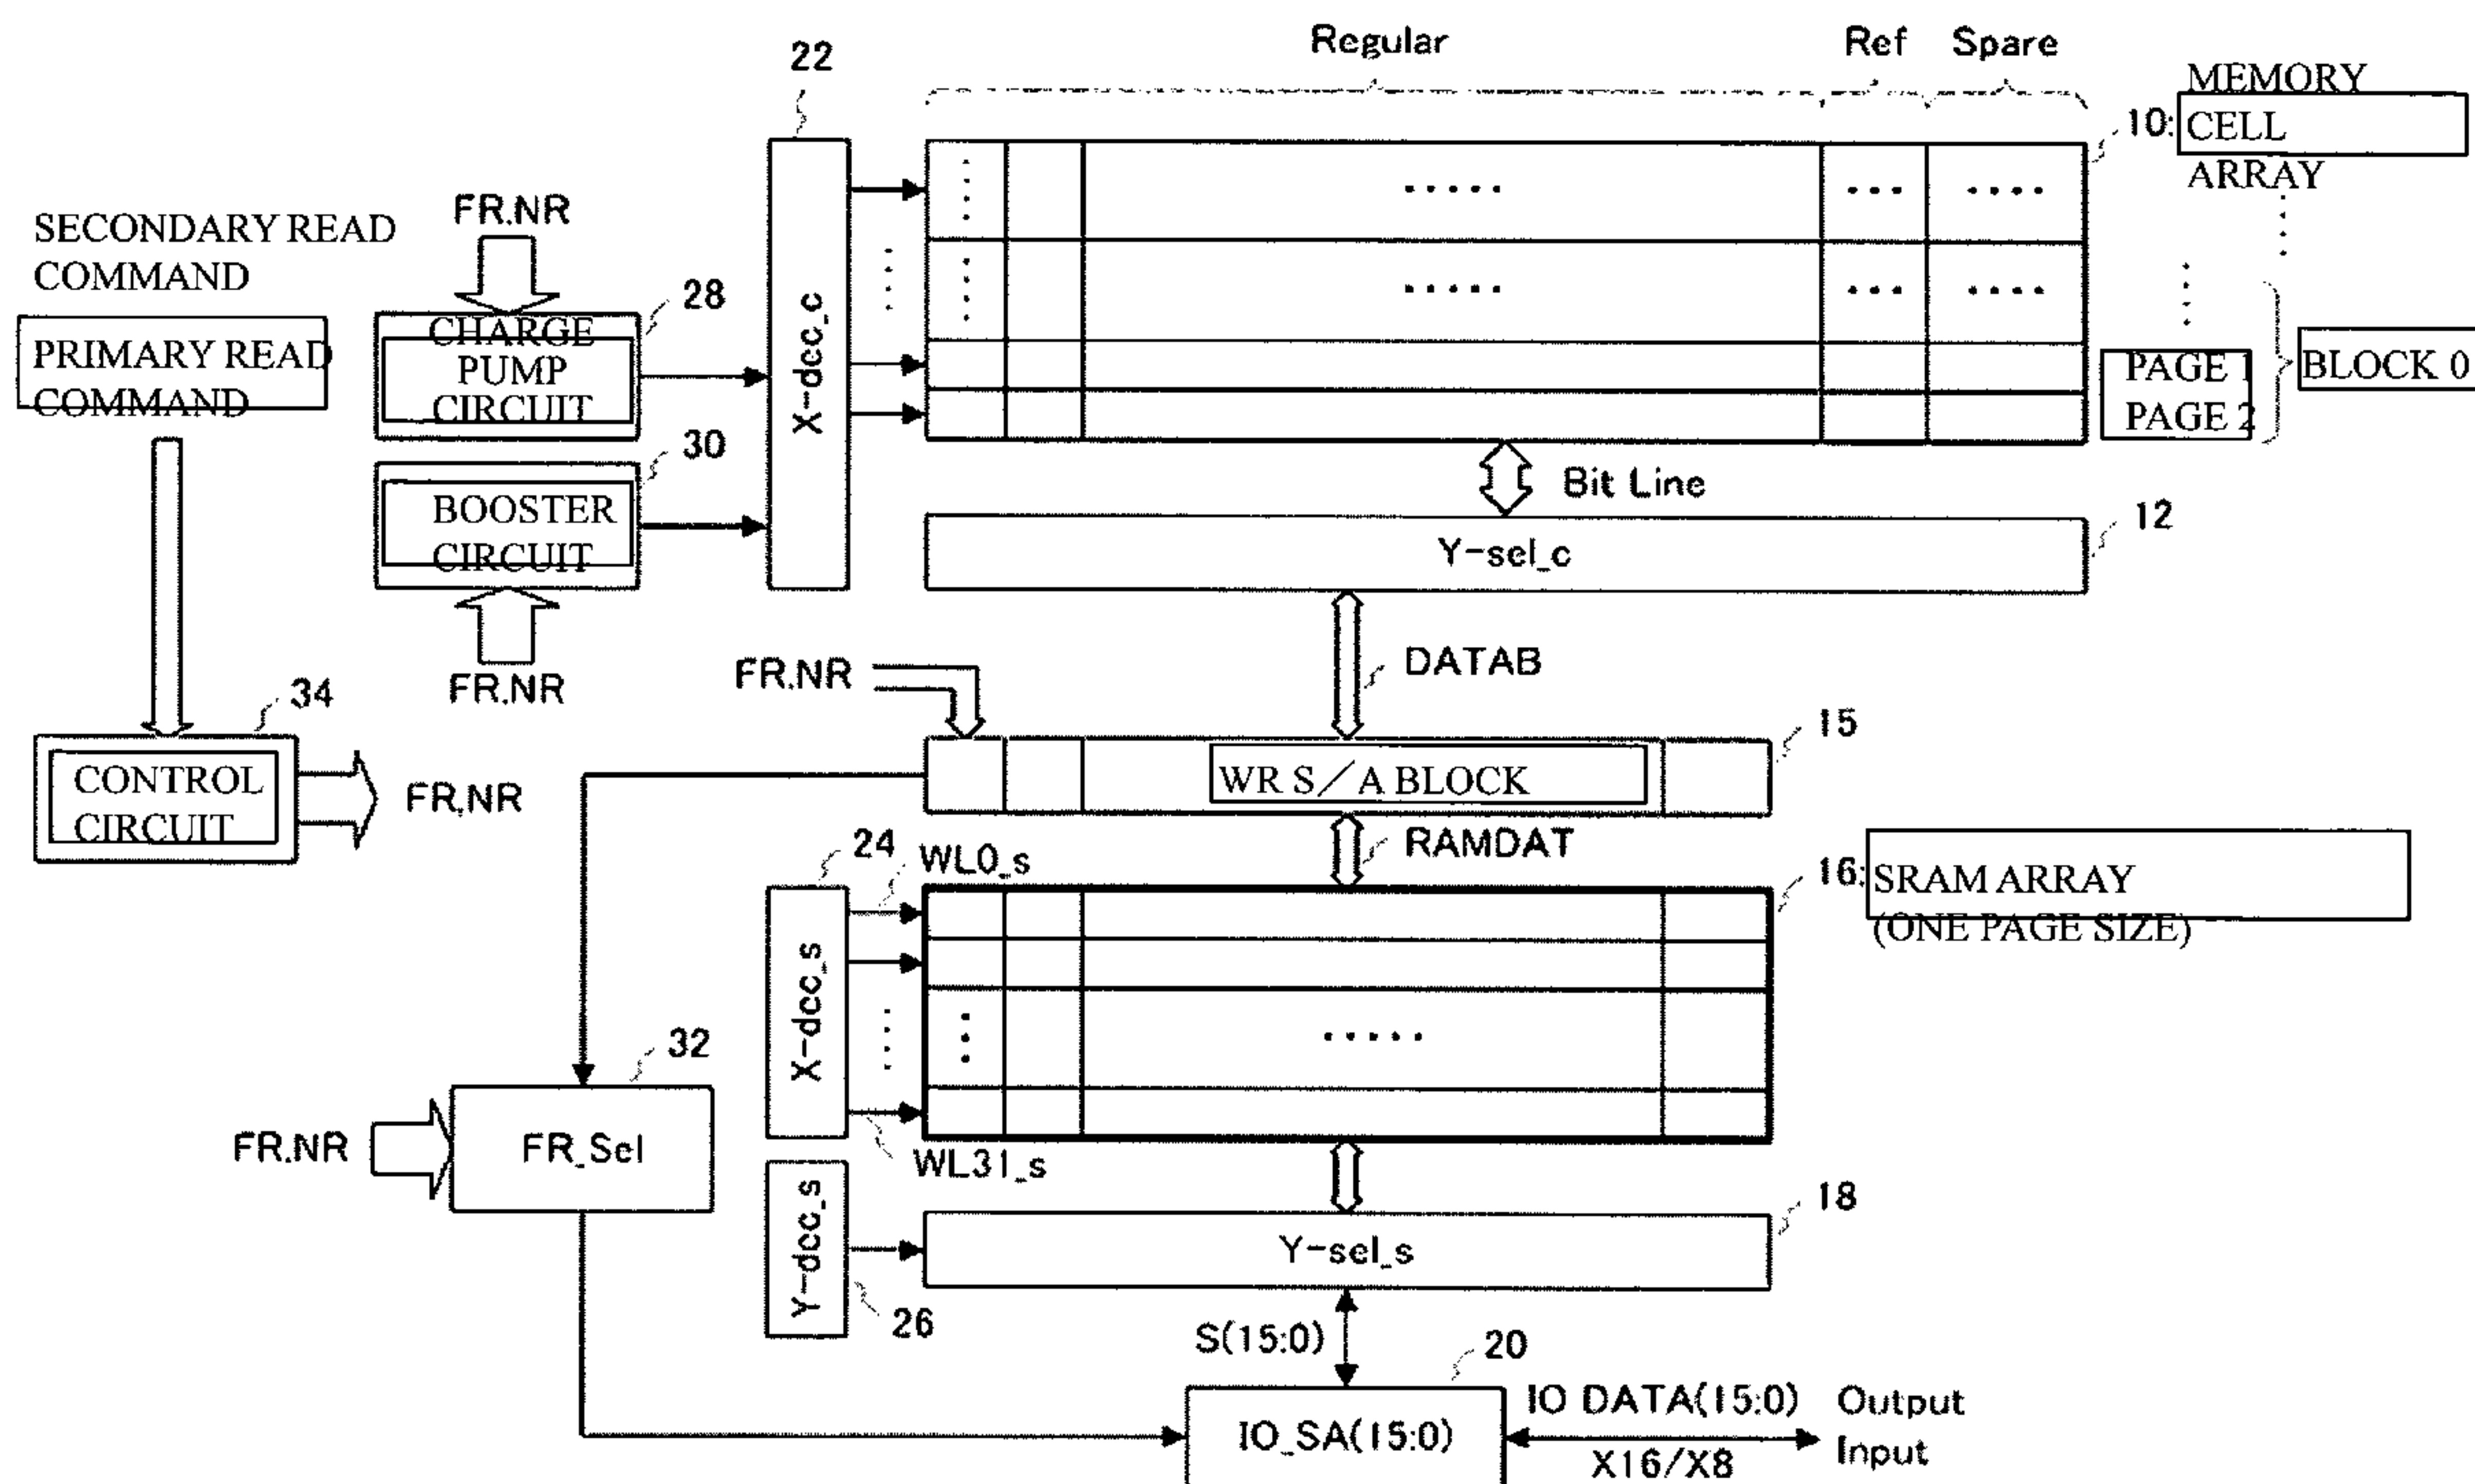 Regular Ref Spare
22
MEMORY
10: CELL
ARRAY
FR.NR
SECONDARY READ
COMMAND
28
CHARGE
PUMP
CIRCUIT
PRIMARY READ
COMMAND
X-dcc_c
PAGE 1
PAGE 2
BLOCK 0
30
BOOSTER
CIRCUIT
Bit Line
12
Y-sel_c
FR.NR
FR.NR
DATAB
34
CONTROL
CIRCUIT
FR.NR
15
WR S/A BLOCK
RAMDAT
24
WL0_s
16: SRAM ARRAY
(ONE PAGE SIZE)
X-dcc_s
32
FR.NR
FR_Sel
WL31_s
Y-dcc_s
18
Y-sel_s
26
S(15:0)
20
IO_SA(15:0)
IO DATA(15:0) Output
X16/X8 Input